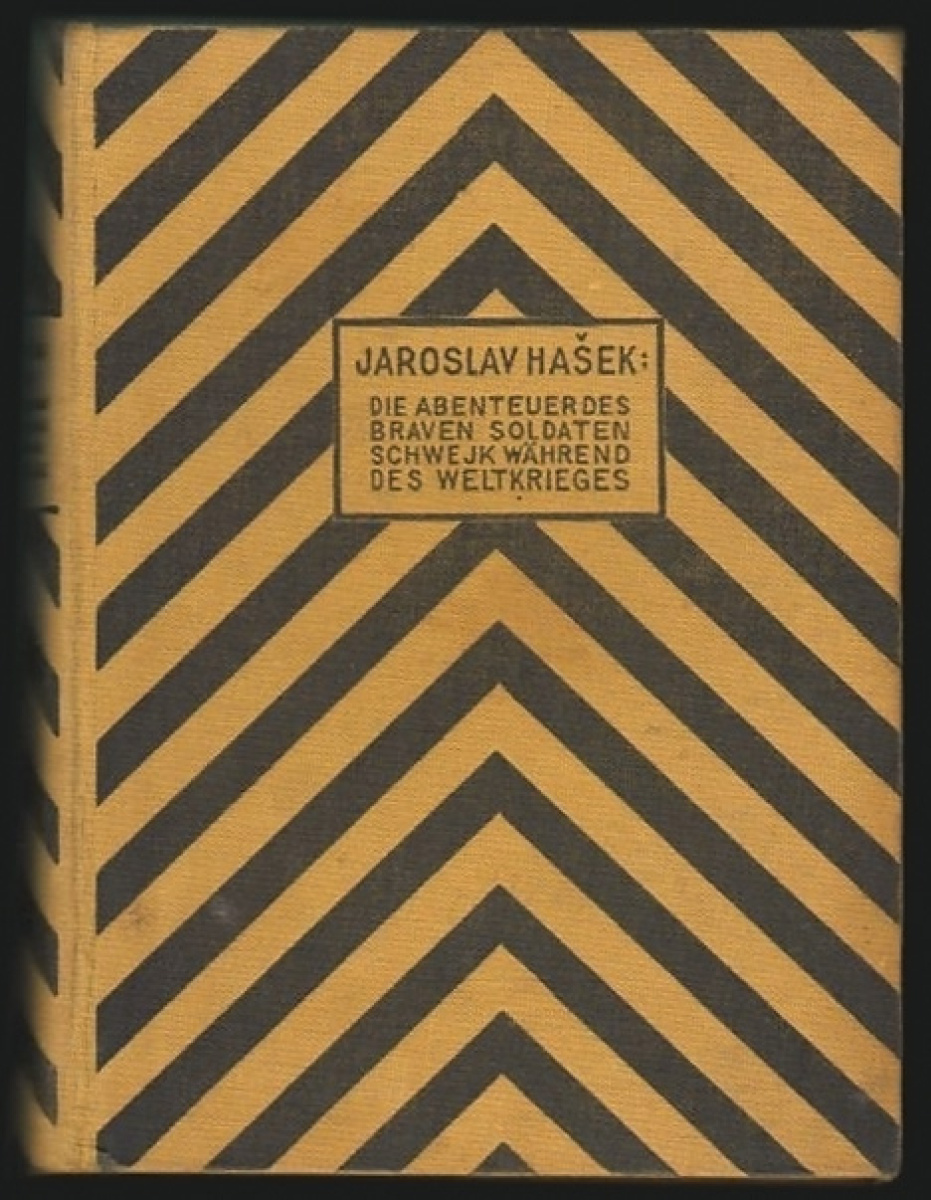 JAROSLAV HAŠEK:
DIE ABENTEUER DES
BRAVEN SOLDATEN
SCHWEJK WÄHREND
DES WELTKRIEGES